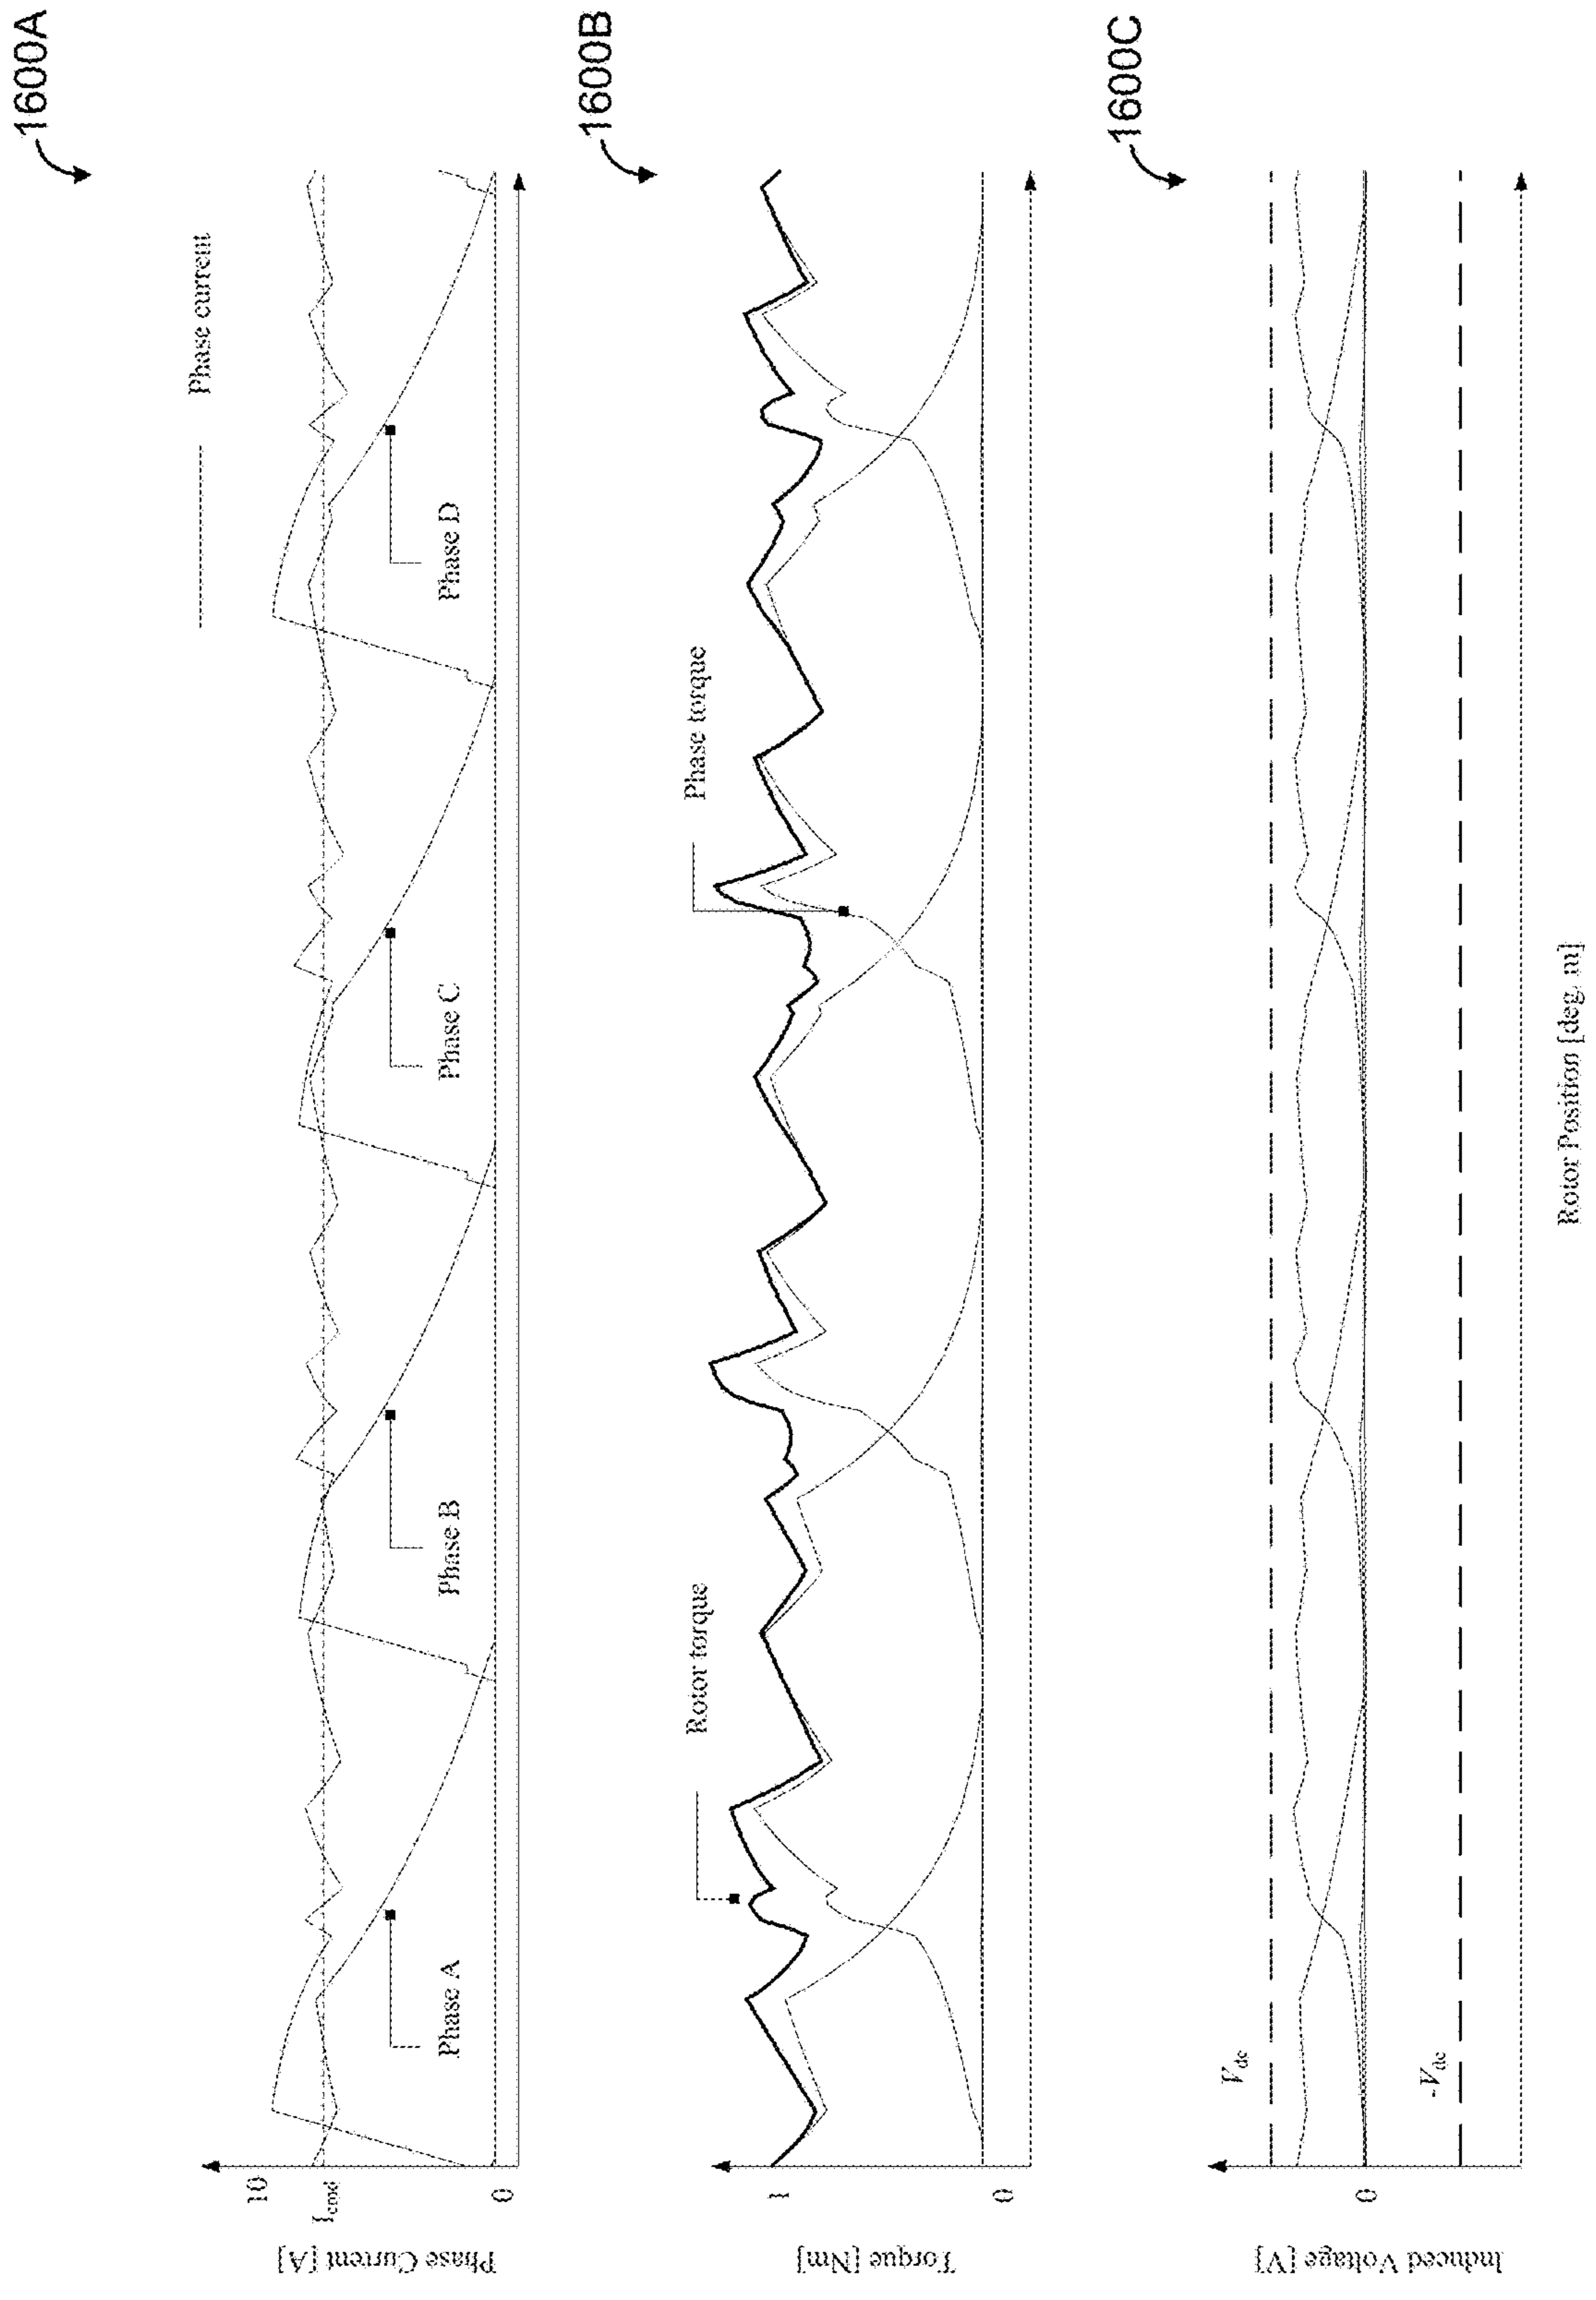 1600A
Phase current
10
I_cmd
0
Phase Current [A]
Phase A
Phase B
Phase C
Phase D
1600B
Rotor torque
Phase torque
1
0
Torque [Nm]
1600C
V_dc
0
-V_dc
Induced Voltage [V]
Rotor Position [deg. m]